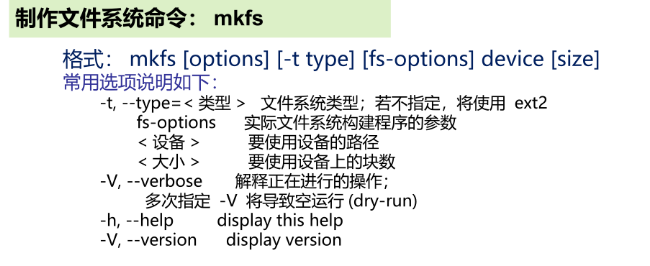 制作文件系统命令： mkfs
格式： mkfs [options] [-t type] [fs-options] device [size]
常用选项说明如下：
-t, --type=< 类型 > 文件系统类型；若不指定，将使用 ext2
fs-options 实际文件系统构建程序的参数
< 设备 > 要使用设备的路径
< 大小 > 要使用设备上的块数
-V, --verbose 解释正在进行的操作；
多次指定 -V 将导致空运行 (dry-run)
-h, --help display this help
-V, --version display version